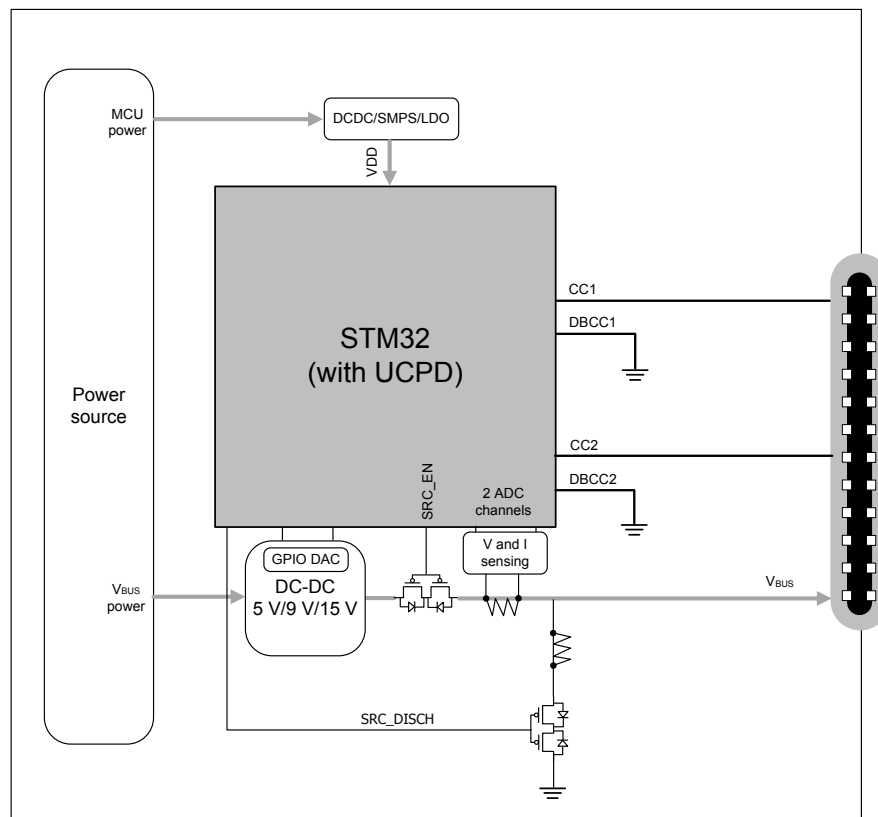 MCU
power
DCDC/SMPS/LDO
VDD
CC1
DBCC1
STM32
(with UCPD)
Power
source
CC2
DBCC2
SRC_EN
2 ADC
channels
V and I
sensing
GPIO DAC
DC-DC
5 V/9 V/15 V
VBUS
power
VBUS
SRC_DISCH